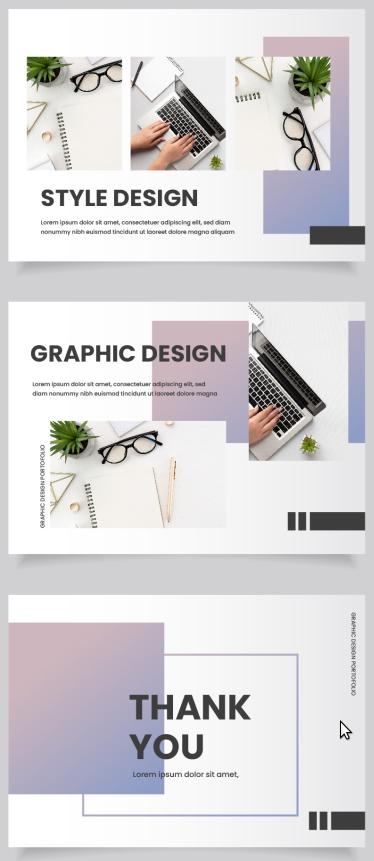 STYLE DESIGN
Lorem ipsum dolor sit amet, consectetuer adipiscing elit, sed diam
nonummy nibh euismod tincidunt ut laoreet dolore magna aliquam
GRAPHIC DESIGN
Lorem ipsum dolor sit amet, consectetuer adipiscing elit, sed
diam nonummy nibh euismod tincidunt ut laoreet dolore magna
GRAPHIC DESIGN PORTOFOLIO
GRAPHIC DESIGN PORTOFOLIO
THANK
YOU
Lorem ipsum dolor sit amet,